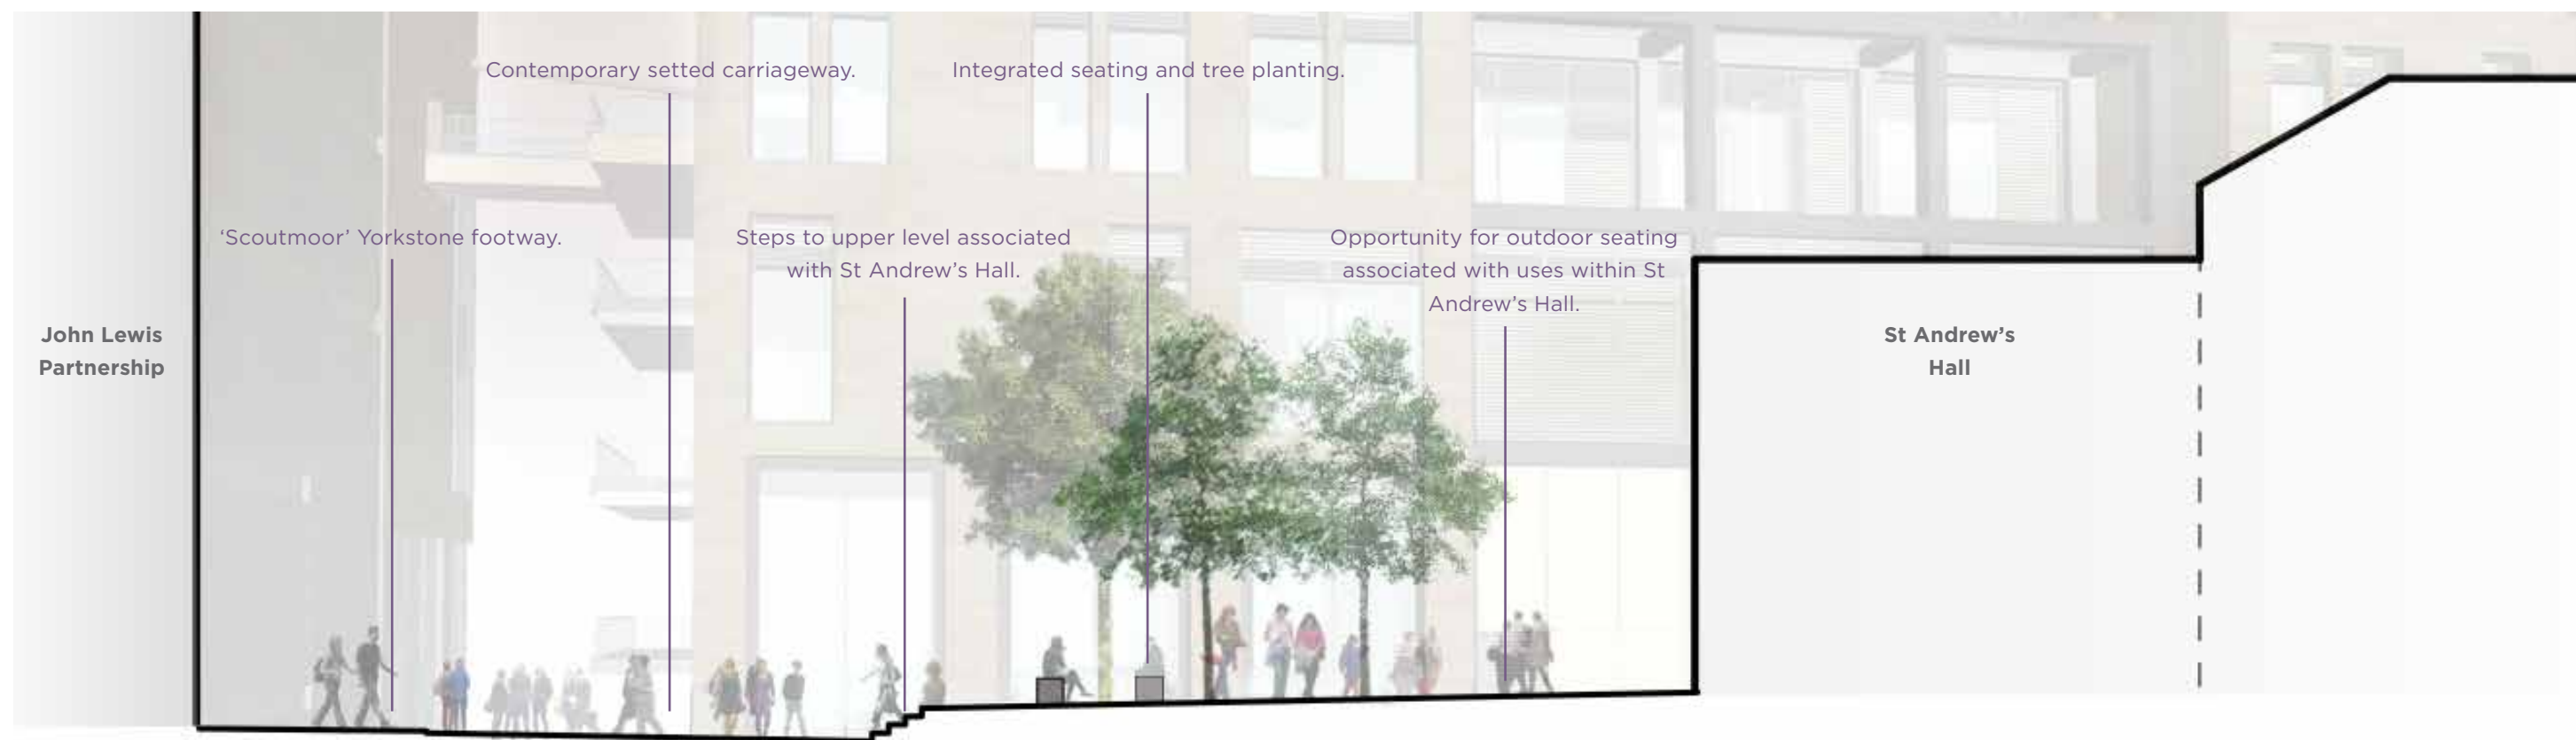 Contemporary setted carriageway.
Integrated seating and tree planting.
‘Scoutmoor’ Yorkstone footway.
Steps to upper level associated
with St Andrew’s Hall.
Opportunity for outdoor seating
associated with uses within St
Andrew’s Hall.
John Lewis
Partnership
St Andrew’s
Hall